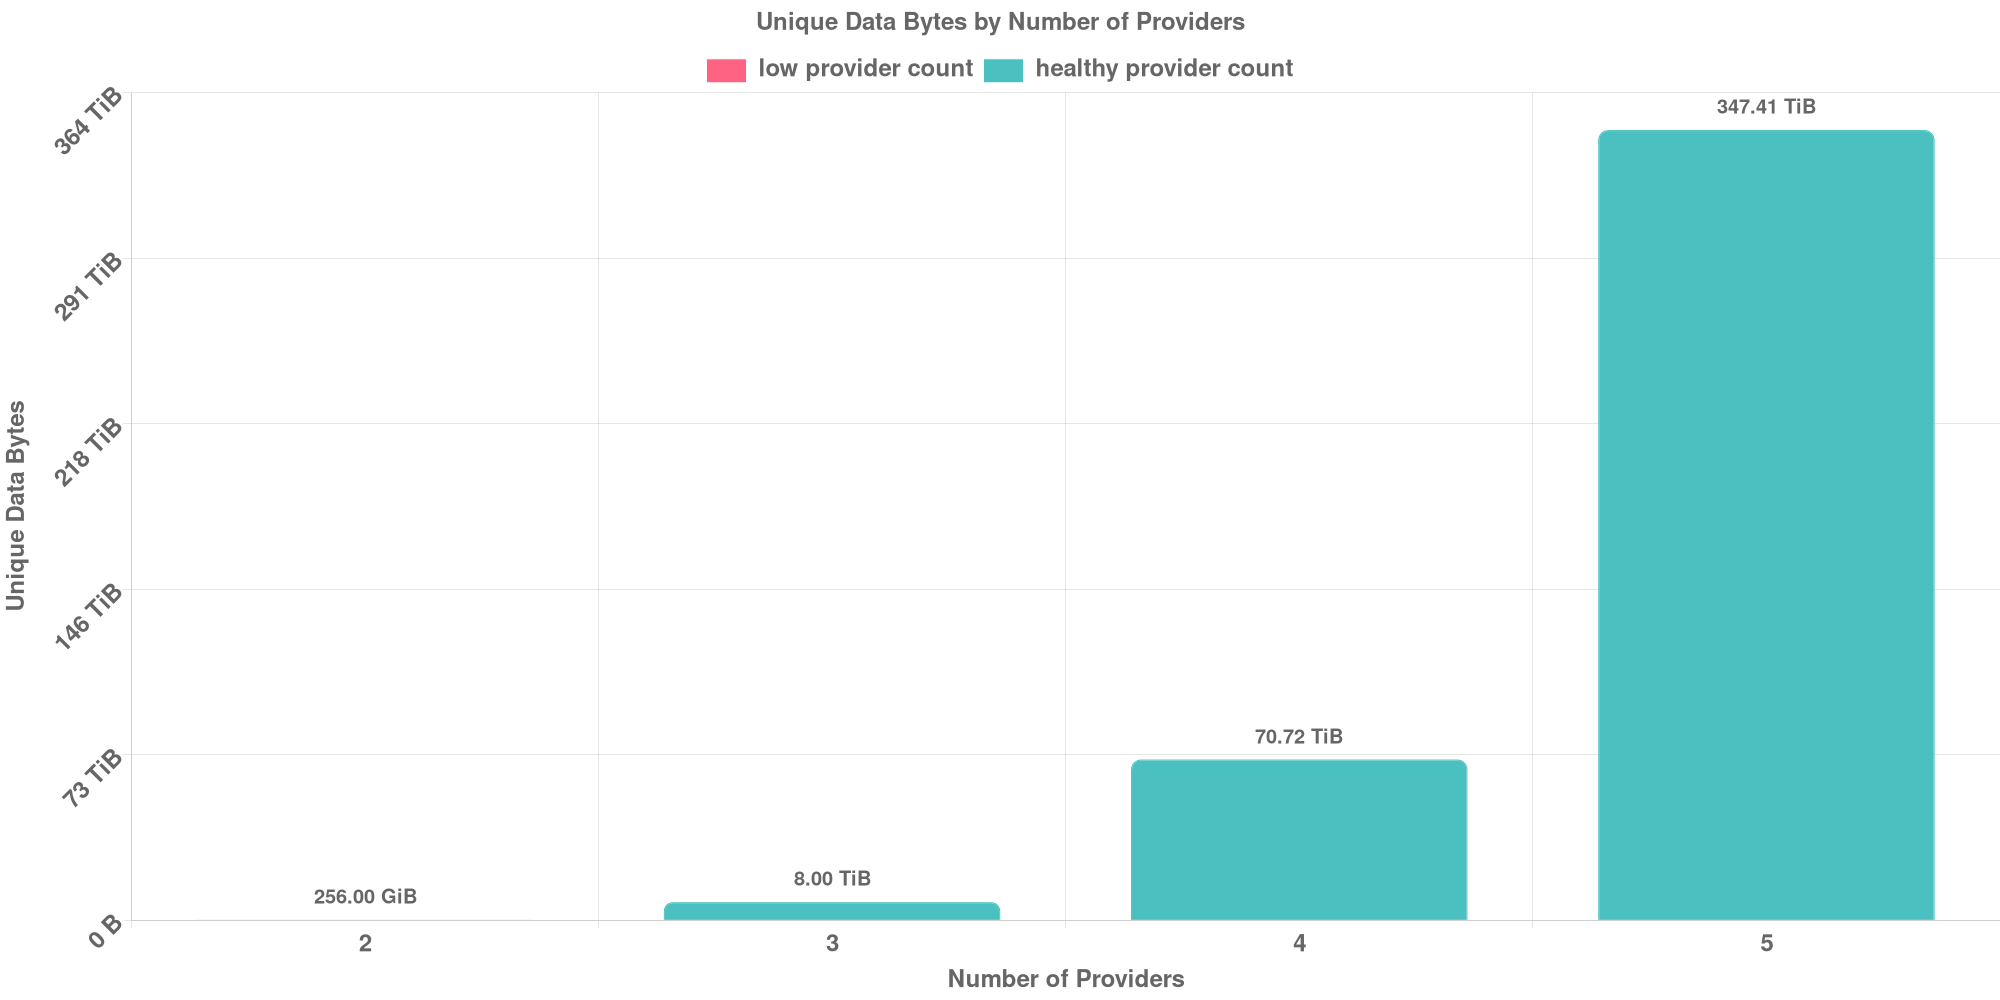 Unique Data Bytes by Number of Providers
low provider count
healthy provider count
364 TiB
291 TiB
218 TiB
146 TiB
73 TiB
0 B
Unique Data Bytes
256.00 GiB
8.00 TiB
70.72 TiB
347.41 TiB
2
3
4
5
Number of Providers